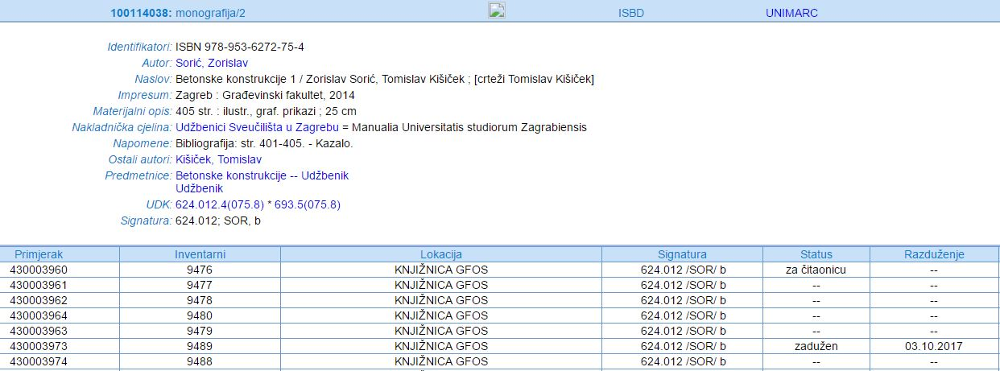 100114038: monografija/2 ISBD UNIMARC
Identifikatori: ISBN 978-953-6272-75-4
Autor: Sorić, Zorislav
Naslov: Betonske konstrukcije 1 / Zorislav Sorić, Tomislav Kišiček ; [crteži Tomislav Kišiček]
Impresum: Zagreb : Građevinski fakultet, 2014
Materijalni opis: 405 str. : ilustr., graf. prikazi ; 25 cm
Nakladnička cjelina: Udžbenici Sveučilišta u Zagrebu = Manualia Universitatis studiorum Zagrabiensis
Napomene: Bibliografija: str. 401-405. - Kazalo.
Ostali autori: Kišiček, Tomislav
Predmetnice: Betonske konstrukcije -- Udžbenik
Udžbenik
UDK: 624.012.4(075.8) * 693.5(075.8)
Signatura: 624.012; SOR, b
Primjerak Inventarni Lokacija Signatura Status Razduženje
430003960 9476 KNJIŽNICA GFOS 624.012 /SOR/ b za čitaonicu --
430003961 9477 KNJIŽNICA GFOS 624.012 /SOR/ b -- --
430003962 9478 KNJIŽNICA GFOS 624.012 /SOR/ b -- --
430003964 9480 KNJIŽNICA GFOS 624.012 /SOR/ b -- --
430003963 9479 KNJIŽNICA GFOS 624.012 /SOR/ b -- --
430003973 9489 KNJIŽNICA GFOS 624.012 /SOR/ b zadužen 03.10.2017
430003974 9488 KNJIŽNICA GFOS 624.012 /SOR/ b -- --